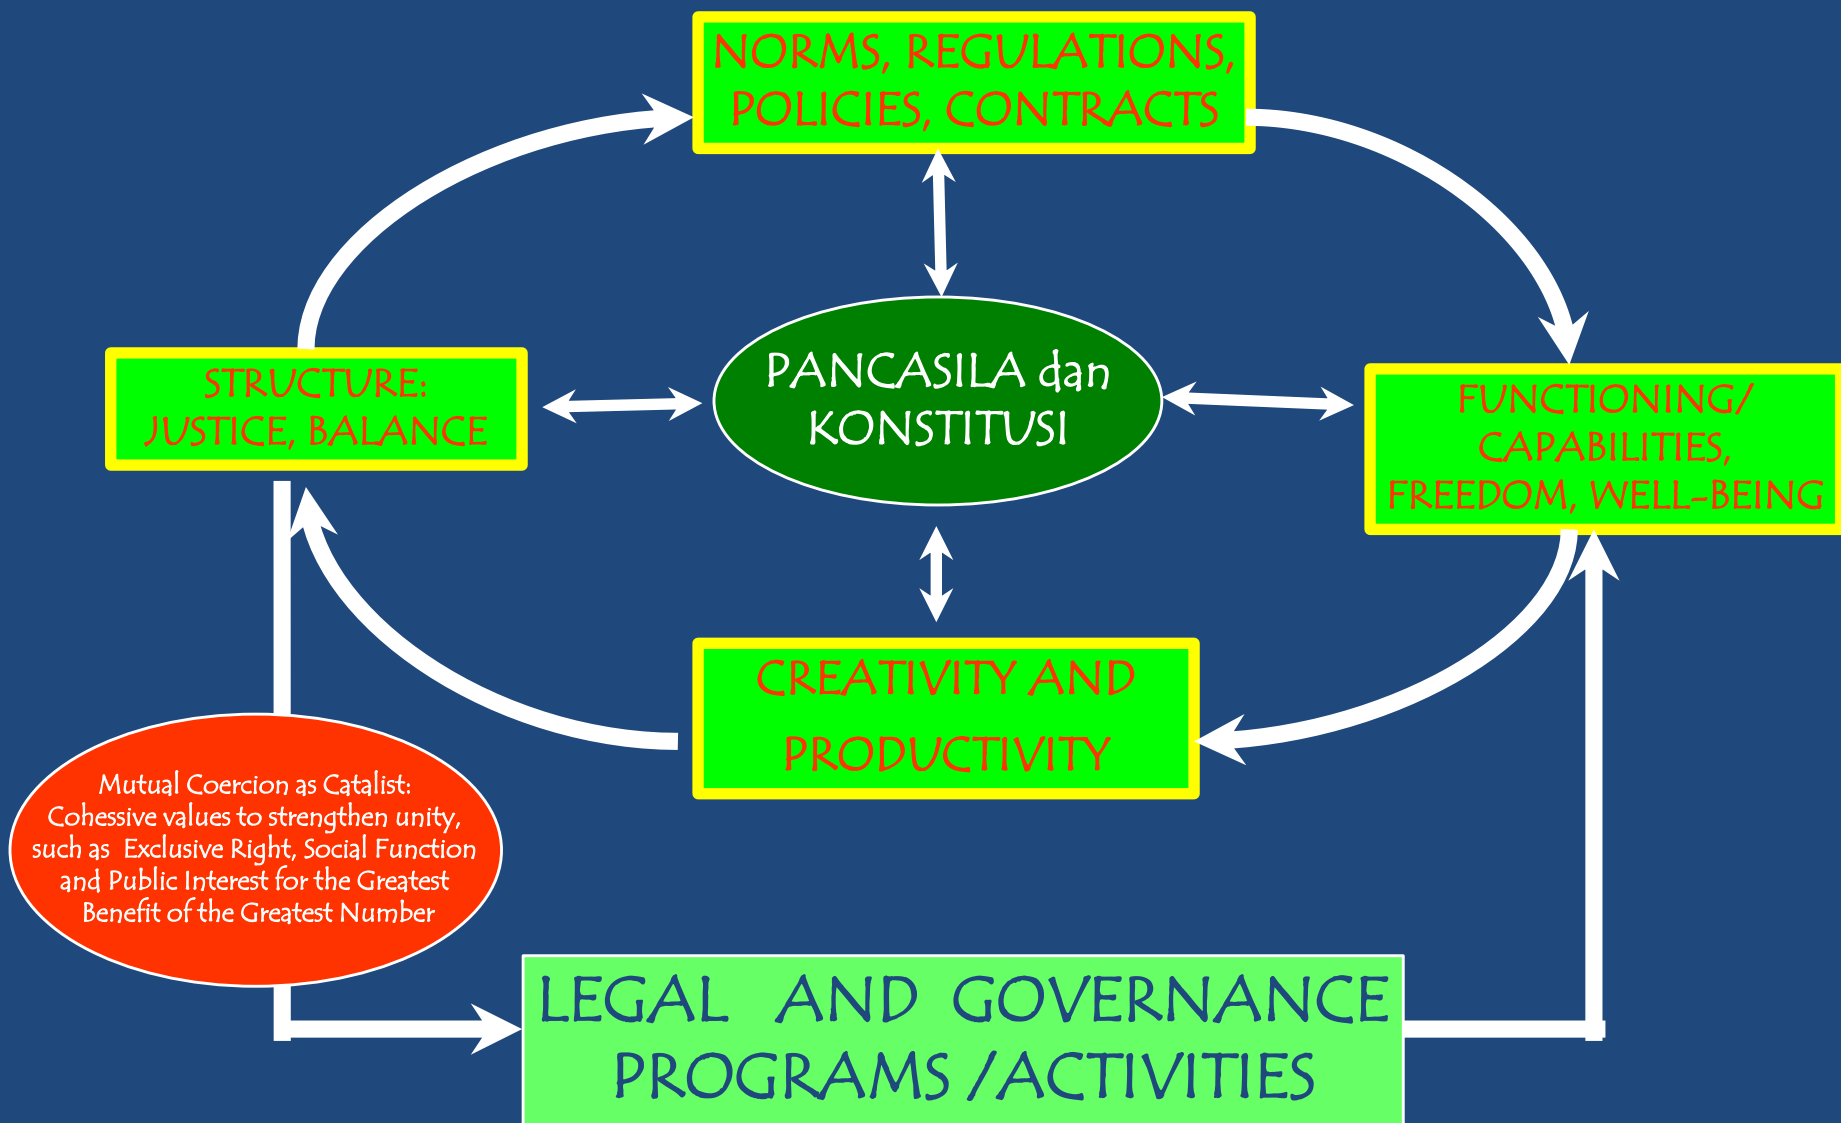 NORMS, REGULATIONS,
POLICIES, CONTRACTS
PANCASILA dan
KONSTITUSI
STRUCTURE:
JUSTICE, BALANCE
FUNCTIONING/
CAPABILITIES,
FREEDOM, WELL-BEING
CREATIVITY AND
PRODUCTIVITY
Mutual Coercion as Catalist:
Cohessive values to strengthen unity,
such as Exclusive Right, Social Function
and Public Interest for the Greatest
Benefit of the Greatest Number
LEGAL AND GOVERNANCE
PROGRAMS /ACTIVITIES